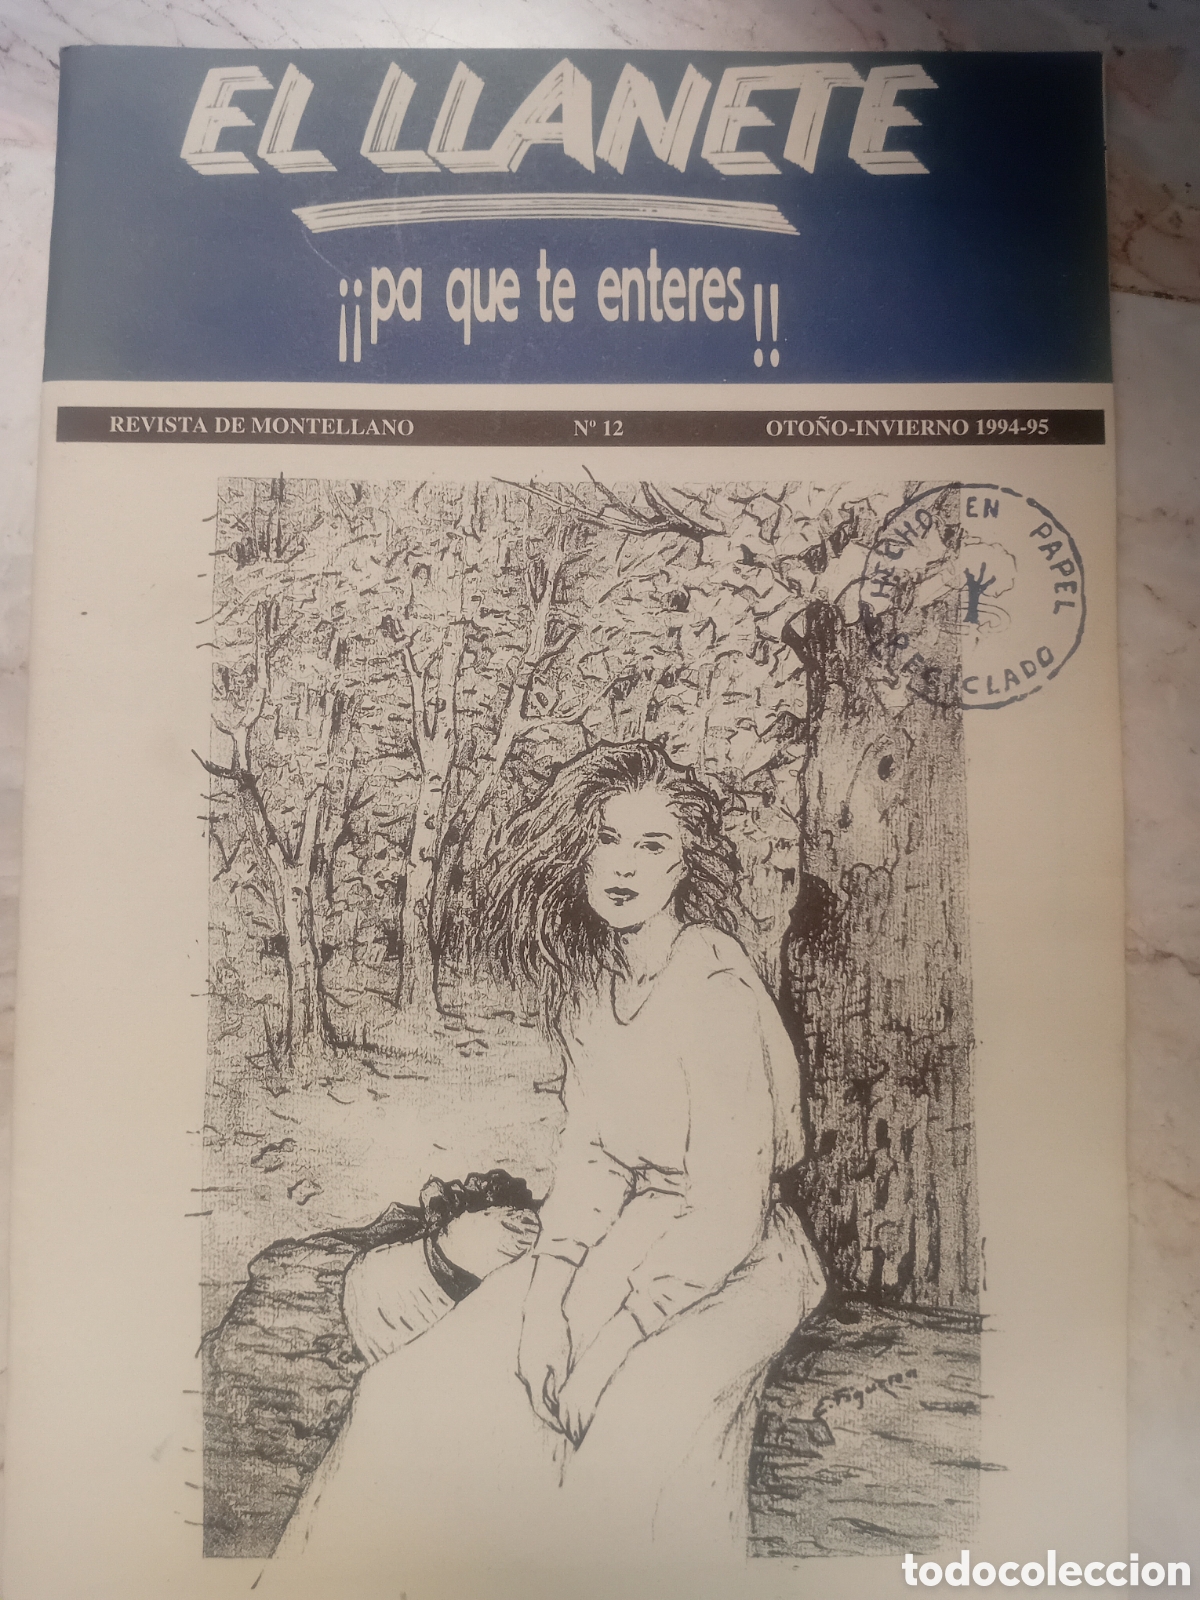 EL LLANETE
¡¡pa que te enteres!!
REVISTA DE MONTELLANO Nº 12 OTOÑO-INVIERNO 1994-95
HECHO EN PAPEL RECICLADO
F. Figueroa
todocoleccion